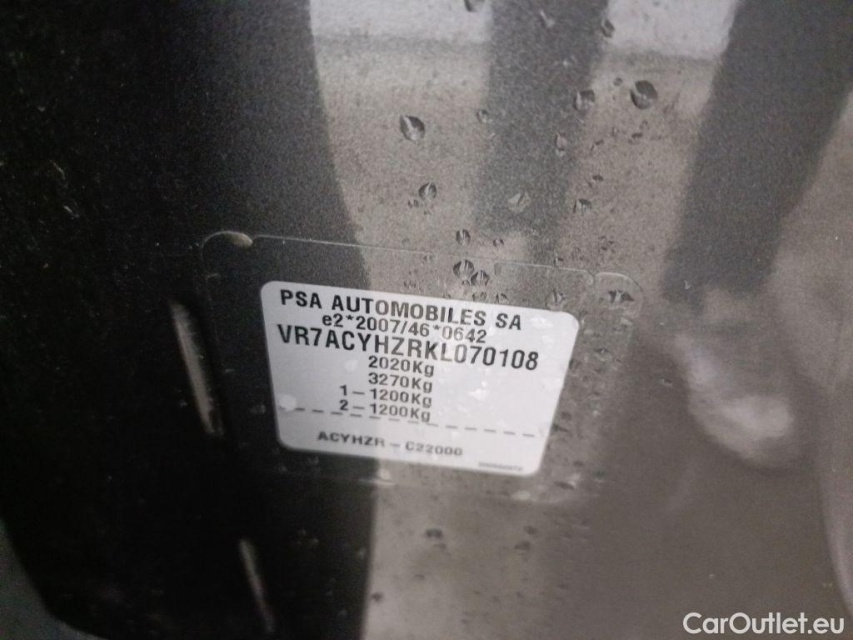 PSA AUTOMOBILES SA
e2*2007/46*0642
VR7ACYHZRKL070108
2020Kg
3270Kg
1-1200Kg
2-1200Kg
ACYHZR - C22000
CarOutlet.eu